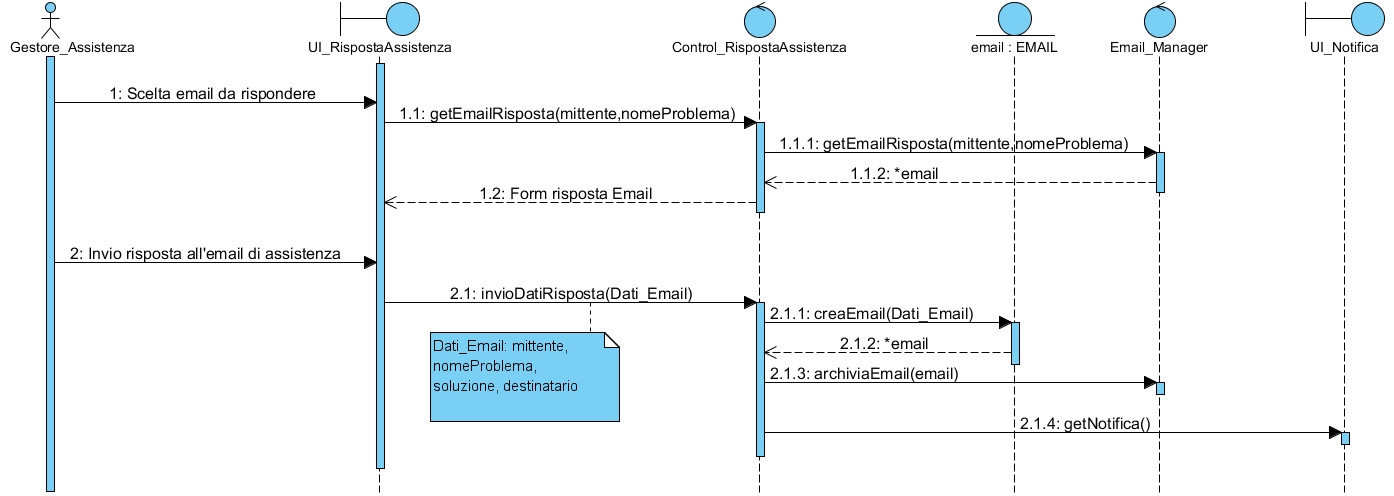 Gestore_Assistenza
UI_RispostaAssistenza
Control_RispostaAssistenza
email : EMAIL
Email_Manager
UI_Notifica
1: Scelta email da rispondere
1.1: getEmailRisposta(mittente,nomeProblema)
1.1.1: getEmailRisposta(mittente,nomeProblema)
1.1.2: *email
1.2: Form risposta Email
2: Invio risposta all'email di assistenza
2.1: invioDatiRisposta(Dati_Email)
2.1.1: creaEmail(Dati_Email)
Dati_Email: mittente,
nomeProblema,
soluzione, destinatario
2.1.2: *email
2.1.3: archiviaEmail(email)
2.1.4: getNotifica()